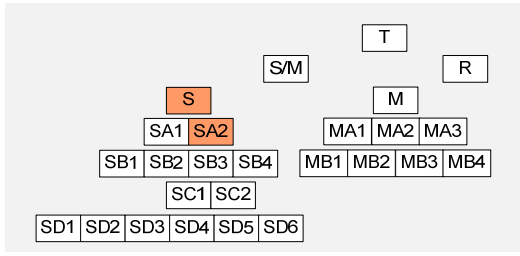 T
S/M R
S M
SA1 SA2 MA1 MA2 MA3
SB1 SB2 SB3 SB4 MB1 MB2 MB3 MB4
SC1 SC2
SD1 SD2 SD3 SD4 SD5 SD6